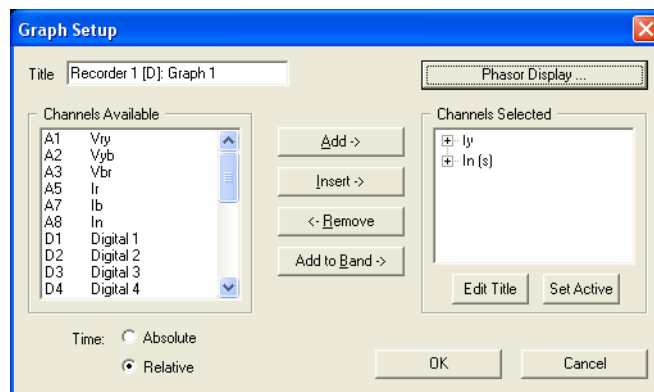 Graph Setup
Title Recorder 1 [D]: Graph 1
Phasor Display ...
Channels Available
A1 Vry
A2 Vyb
A3 Vbr
A5 Ir
A7 Ib
A8 In
D1 Digital 1
D2 Digital 2
D3 Digital 3
D4 Digital 4
Add ->
Insert ->
<- Remove
Add to Band ->
Channels Selected
Iy
In (s)
Edit Title Set Active
Time: Absolute
Relative
OK Cancel